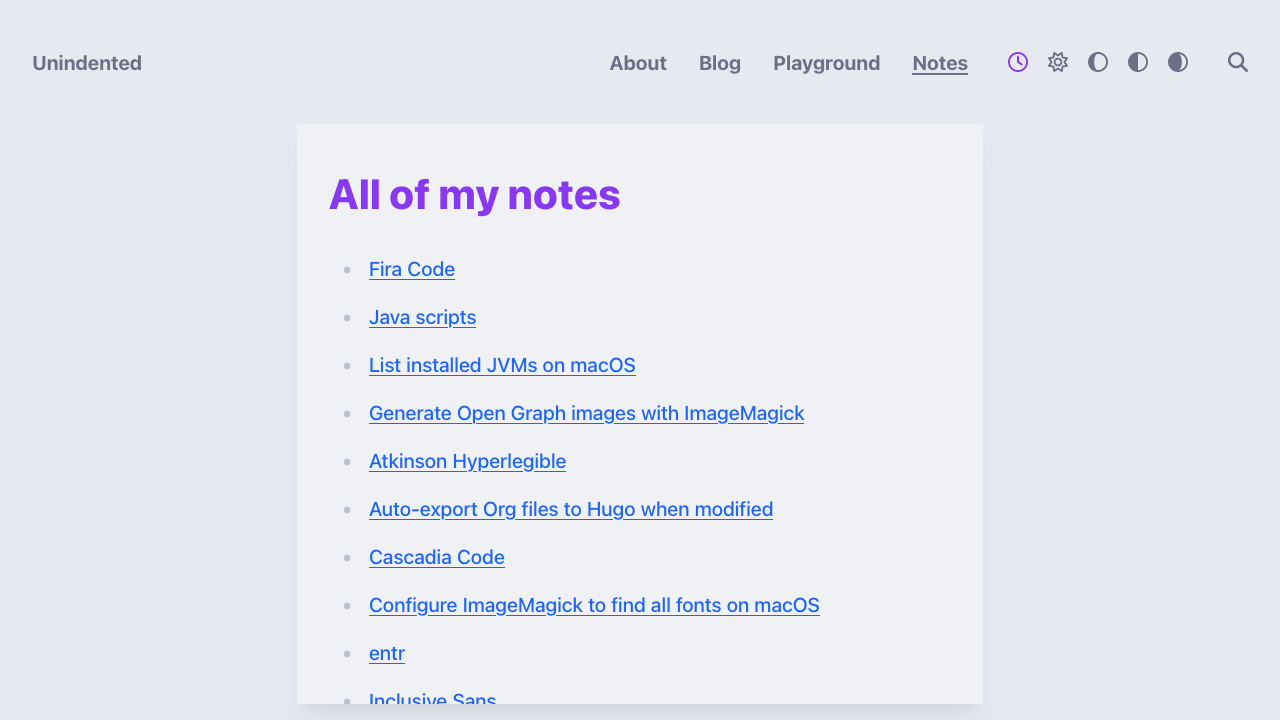 Unindented
About Blog Playground Notes
All of my notes
Fira Code
Java scripts
List installed JVMs on macOS
Generate Open Graph images with ImageMagick
Atkinson Hyperlegible
Auto-export Org files to Hugo when modified
Cascadia Code
Configure ImageMagick to find all fonts on macOS
entr
Inclusive Sans